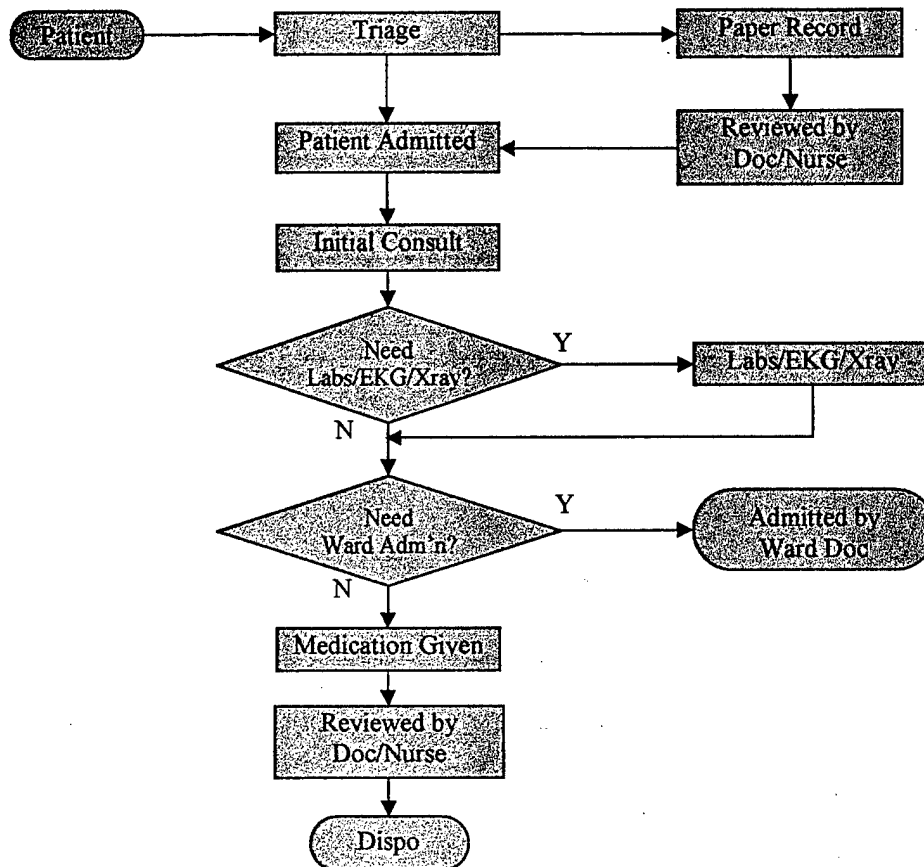 Patient
Triage
Paper Record
Patient Admitted
Reviewed by
Doc/Nurse
Initial Consult
Need
Labs/EKG/Xray?
Y
Labs/EKG/Xray
N
Need
Ward Adm'n?
Y
Admitted by
Ward Doc
N
Medication Given
Reviewed by
Doc/Nurse
Dispo